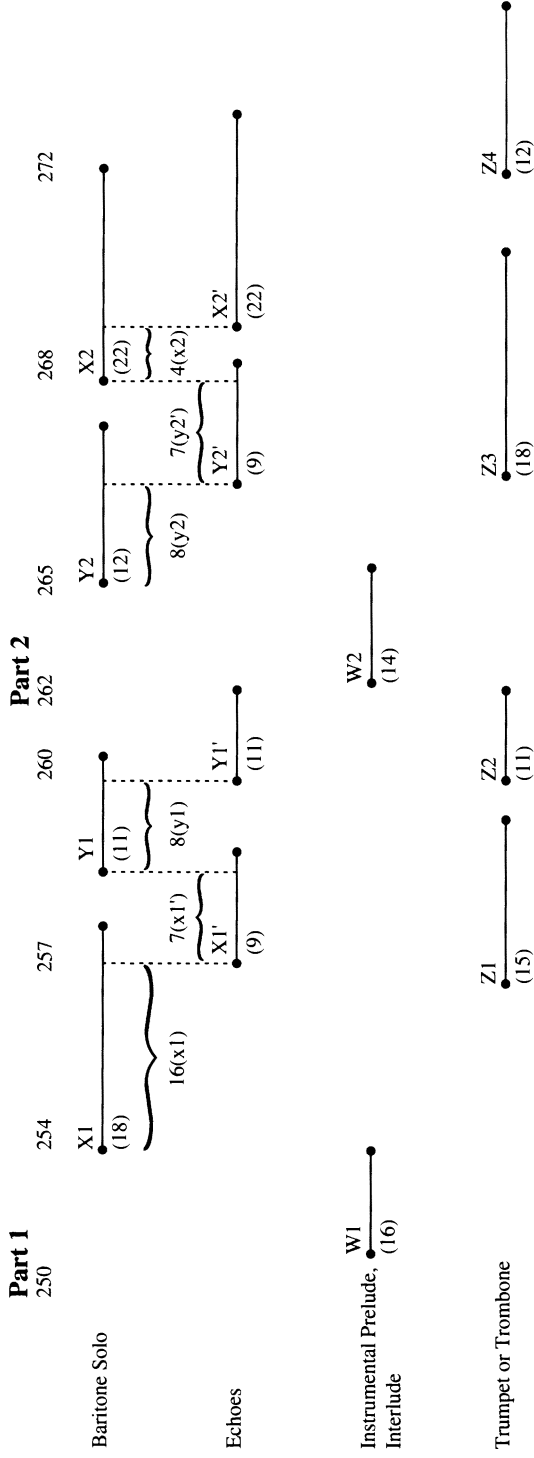 Part 1
Part 2
250
254
257
260
262
265
268
272
Baritone Solo
X1
(18)
16(x1)
Y1
(11)
8(y1)
Y2
(12)
8(y2)
X2
(22)
4(x2)
Echoes
7(x1')
X1'
(9)
Y1'
(11)
7(y2')
Y2'
(9)
X2'
(22)
Instrumental Prelude,
Interlude
W1
(16)
W2
(14)
Trumpet or Trombone
Z1
(15)
Z2
(11)
Z3
(18)
Z4
(12)